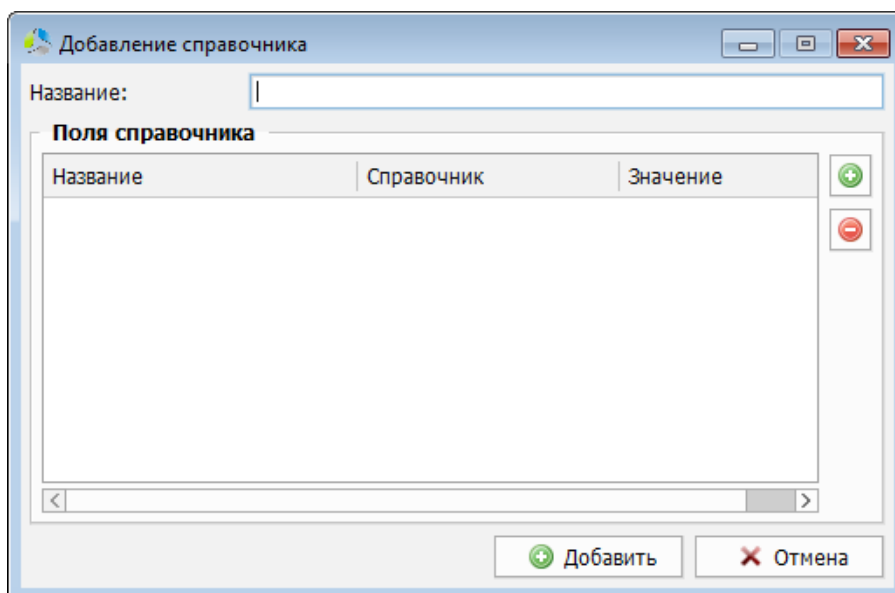 Добавление справочника
Название:
Поля справочника
Название Справочник Значение
Добавить Отмена